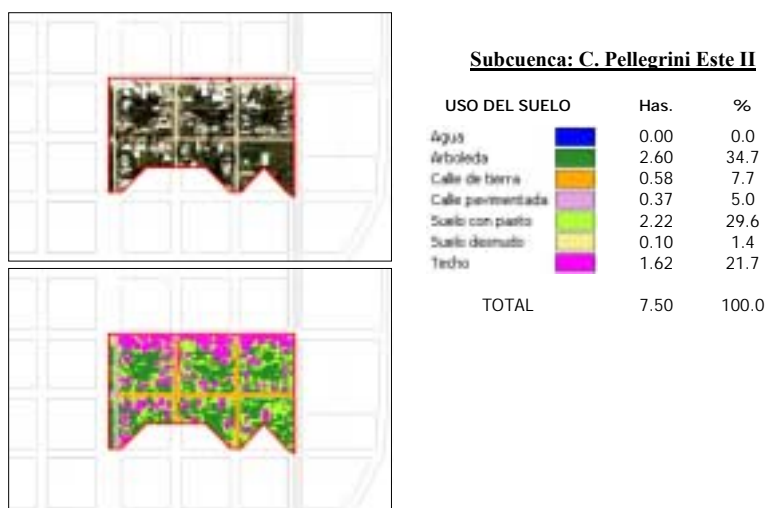 Subcuenca: C. Pellegrini Este II
USO DEL SUELO Has. %
Agua 0.00 0.0
Arboleda 2.60 34.7
Calle de tierra 0.58 7.7
Calle pavimentada 0.37 5.0
Suelo con pasto 2.22 29.6
Suelo desnudo 0.10 1.4
Techo 1.62 21.7
TOTAL 7.50 100.0